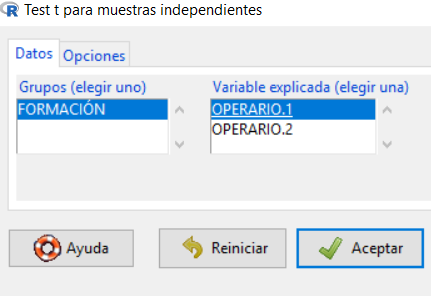 Test t para muestras independientes
Datos Opciones
Grupos (elegir uno) Variable explicada (elegir una)
FORMACIÓN OPERARIO.1
OPERARIO.2
Ayuda Reiniciar Aceptar